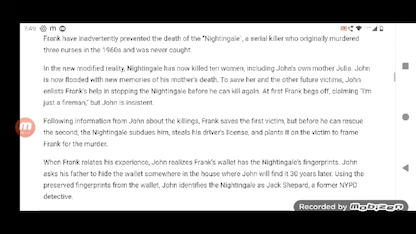 7:49
Frank have inadvertently prevented the death of the "Nightingale", a serial killer who originally murdered
three nurses in the 1960s and was never caught.
In the new modified reality, Nightingale has now killed ten women, including John's own mother Julia. John
is now flooded with new memories of his mother's death. To save her and the other future victims, John
enlists Frank's help in stopping the Nightingale before he can kill again. At first Frank begs off, claiming "I'm
just a fireman," but John is insistent.
Following information from John about the killings, Frank saves the first victim, but before he can rescue
the second, the Nightingale subdues him, steals his driver's license, and plants it on the victim to frame
Frank for the murder.
When Frank relates his experience, John realizes Frank's wallet has the Nightingale's fingerprints. John
asks his father to hide the wallet somewhere in the house where John will find it 30 years later. Using the
preserved fingerprints from the wallet, John identifies the Nightingale as Jack Shepard, a former NYPD
detective.
Recorded by Mobizen